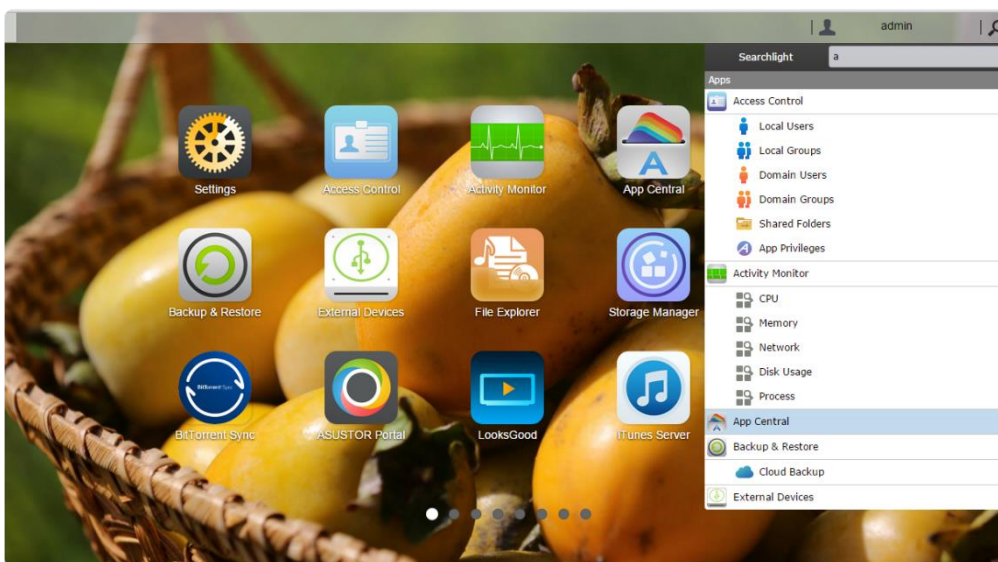 admin
Searchlight
a
Apps
Access Control
Local Users
Local Groups
Domain Users
Domain Groups
Shared Folders
App Privileges
Activity Monitor
CPU
Memory
Network
Disk Usage
Process
App Central
Backup & Restore
Cloud Backup
External Devices
Settings
Access Control
Activity Monitor
App Central
Backup & Restore
External Devices
File Explorer
Storage Manager
BitTorrent Sync
BitTorrent Sync
ASUSTOR Portal
LooksGood
iTunes Server